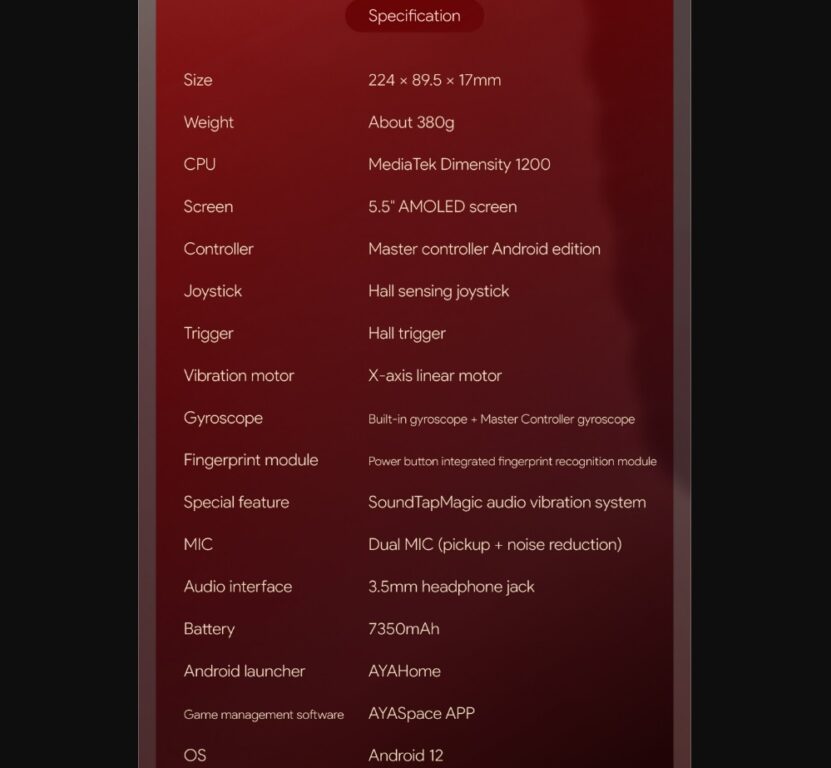 Specification
Size 224 × 89.5 × 17mm
Weight About 380g
CPU MediaTek Dimensity 1200
Screen 5.5" AMOLED screen
Controller Master controller Android edition
Joystick Hall sensing joystick
Trigger Hall trigger
Vibration motor X-axis linear motor
Gyroscope Built-in gyroscope + Master Controller gyroscope
Fingerprint module Power button integrated fingerprint recognition module
Special feature SoundTapMagic audio vibration system
MIC Dual MIC (pickup + noise reduction)
Audio interface 3.5mm headphone jack
Battery 7350mAh
Android launcher AYAHome
Game management software AYASpace APP
OS Android 12